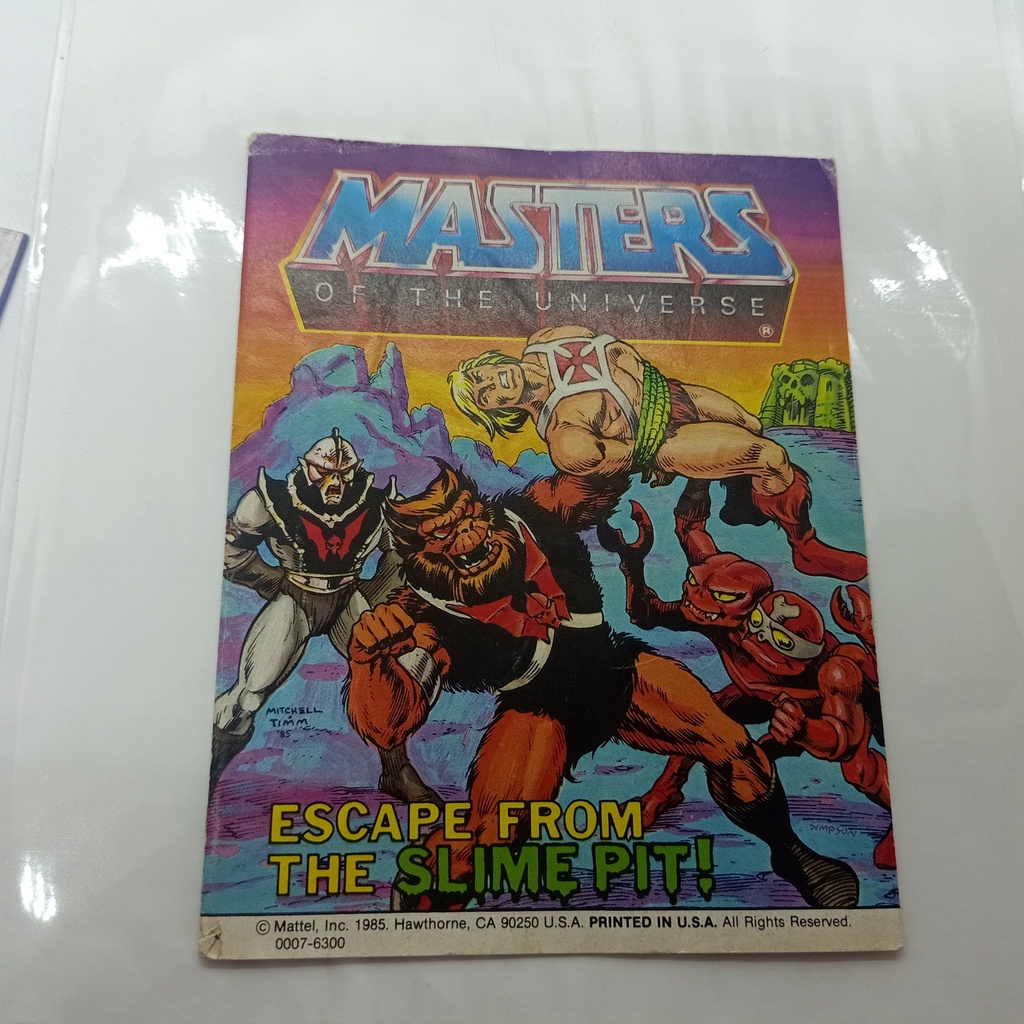 MASTERS
OF THE UNIVERSE
®
MITCHELL
TIMM
'85
SIMPSON
ESCAPE FROM
THE SLIME PIT!
© Mattel, Inc. 1985. Hawthorne, CA 90250 U.S.A. PRINTED IN U.S.A. All Rights Reserved.
0007-6300